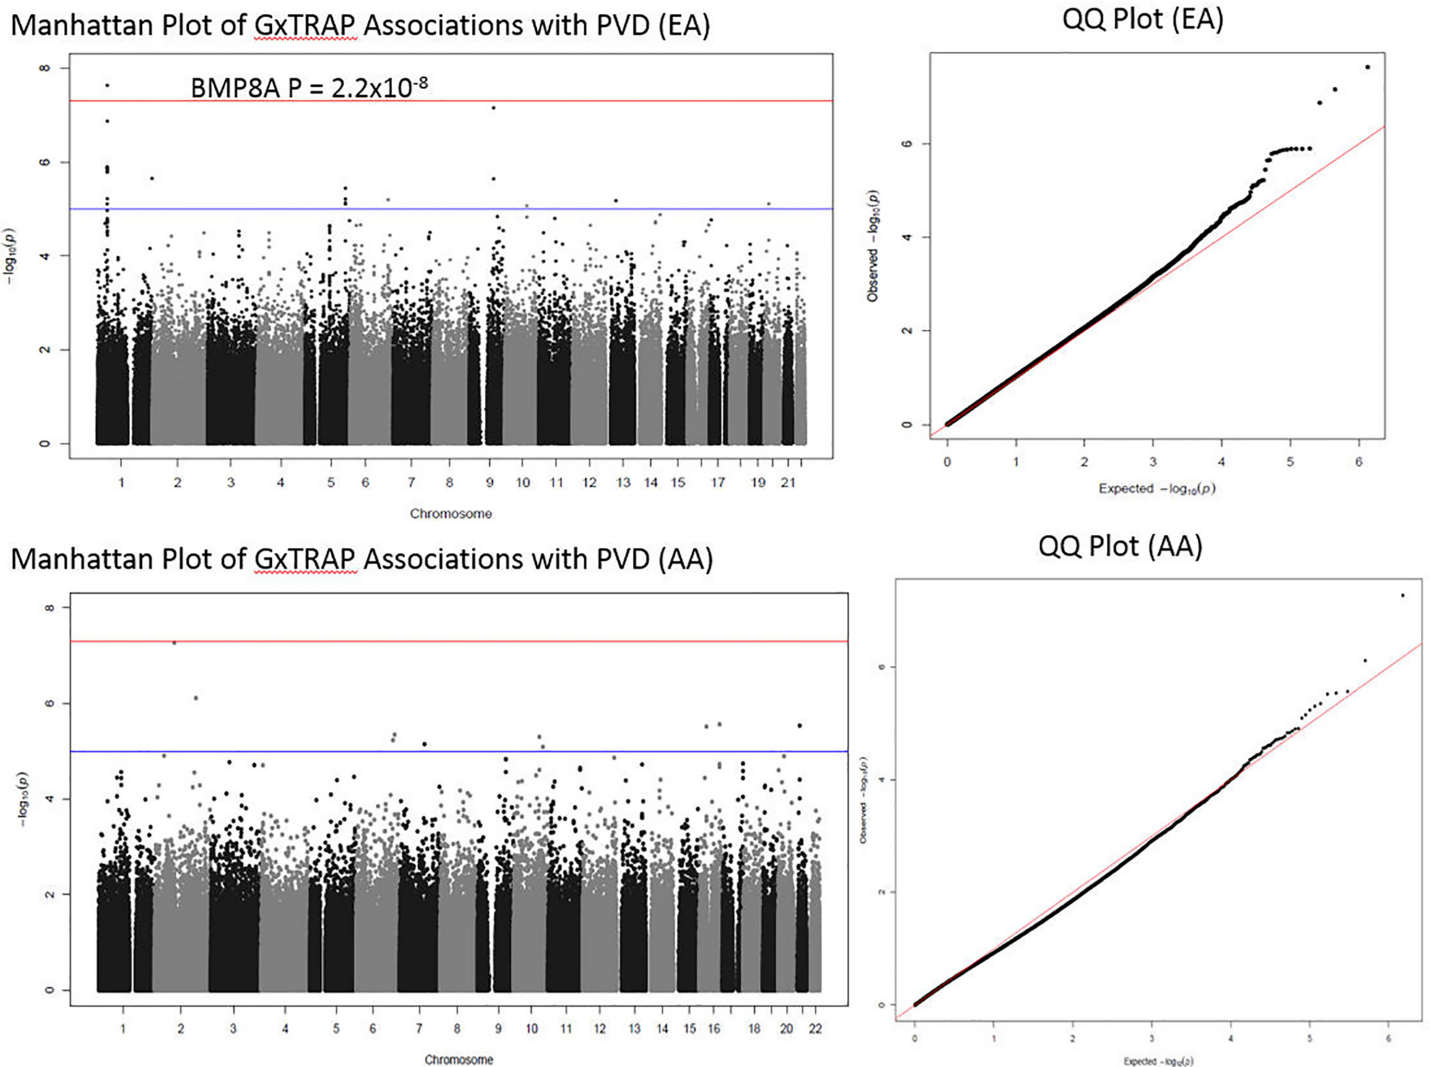 Manhattan Plot of GxTRAP Associations with PVD (EA)
QQ Plot (EA)
BMP8A P = 2.2x10-8
8
6
4
2
0
-log10(p)
1 2 3 4 5 6 7 8 9 10 11 12 13 14 15 17 19 21
Chromosome
6
4
2
0
Observed -log10(p)
0 1 2 3 4 5 6
Expected -log10(p)
Manhattan Plot of GxTRAP Associations with PVD (AA)
QQ Plot (AA)
8
6
4
2
0
-log10(p)
1 2 3 4 5 6 7 8 9 10 11 12 13 14 15 16 18 20 22
Chromosome
6
4
2
0
Observed -log10(p)
0 1 2 3 4 5 6
Expected -log10(p)